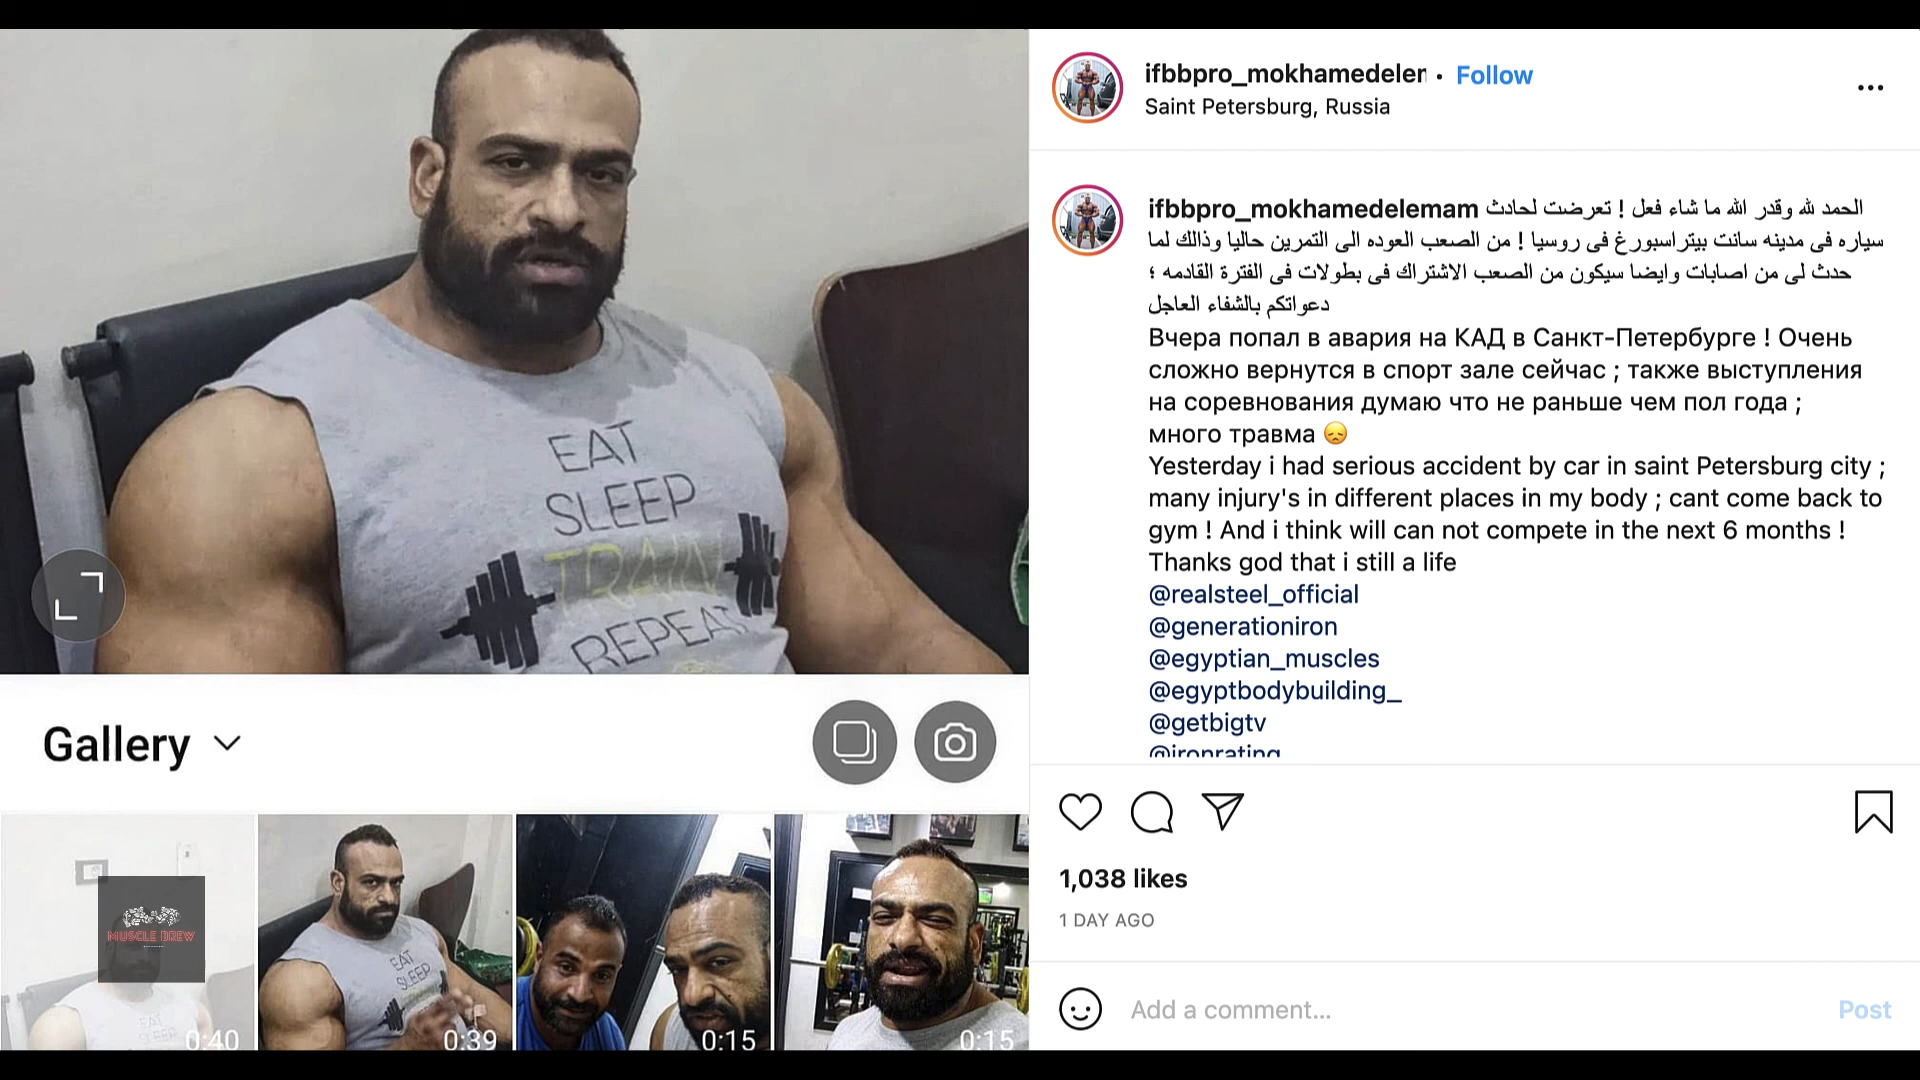 EAT
SLEEP
TRAIN
REPEAT
Gallery
MUSCLE BREW
0:40
EAT
SLEEP
0:39
0:15
0:15
ifbbpro_mokhamedeler • Follow
Saint Petersburg, Russia
ifbbpro_mokhamedelemam الحمد لله وقدر الله ما شاء فعل ! تعرضت لحادث
سياره فى مدينه سانت بيتراسبورغ فى روسيا ! من الصعب العوده الى التمرين حاليا وذالك لما
حدث لى من اصابات وايضا سيكون من الصعب الاشتراك فى بطولات فى الفترة القادمه ؛
دعواتكم بالشفاء العاجل
Вчера попал в авария на КАД в Санкт-Петербурге ! Очень
сложно вернутся в спорт зале сейчас ; также выступления
на соревнования думаю что не раньше чем пол года ;
много травма 😞
Yesterday i had serious accident by car in saint Petersburg city ;
many injury's in different places in my body ; cant come back to
gym ! And i think will can not compete in the next 6 months !
Thanks god that i still a life
@realsteel_official
@generationiron
@egyptian_muscles
@egyptbodybuilding_
@getbigtv
@ironrating
1,038 likes
1 DAY AGO
Add a comment...
Post